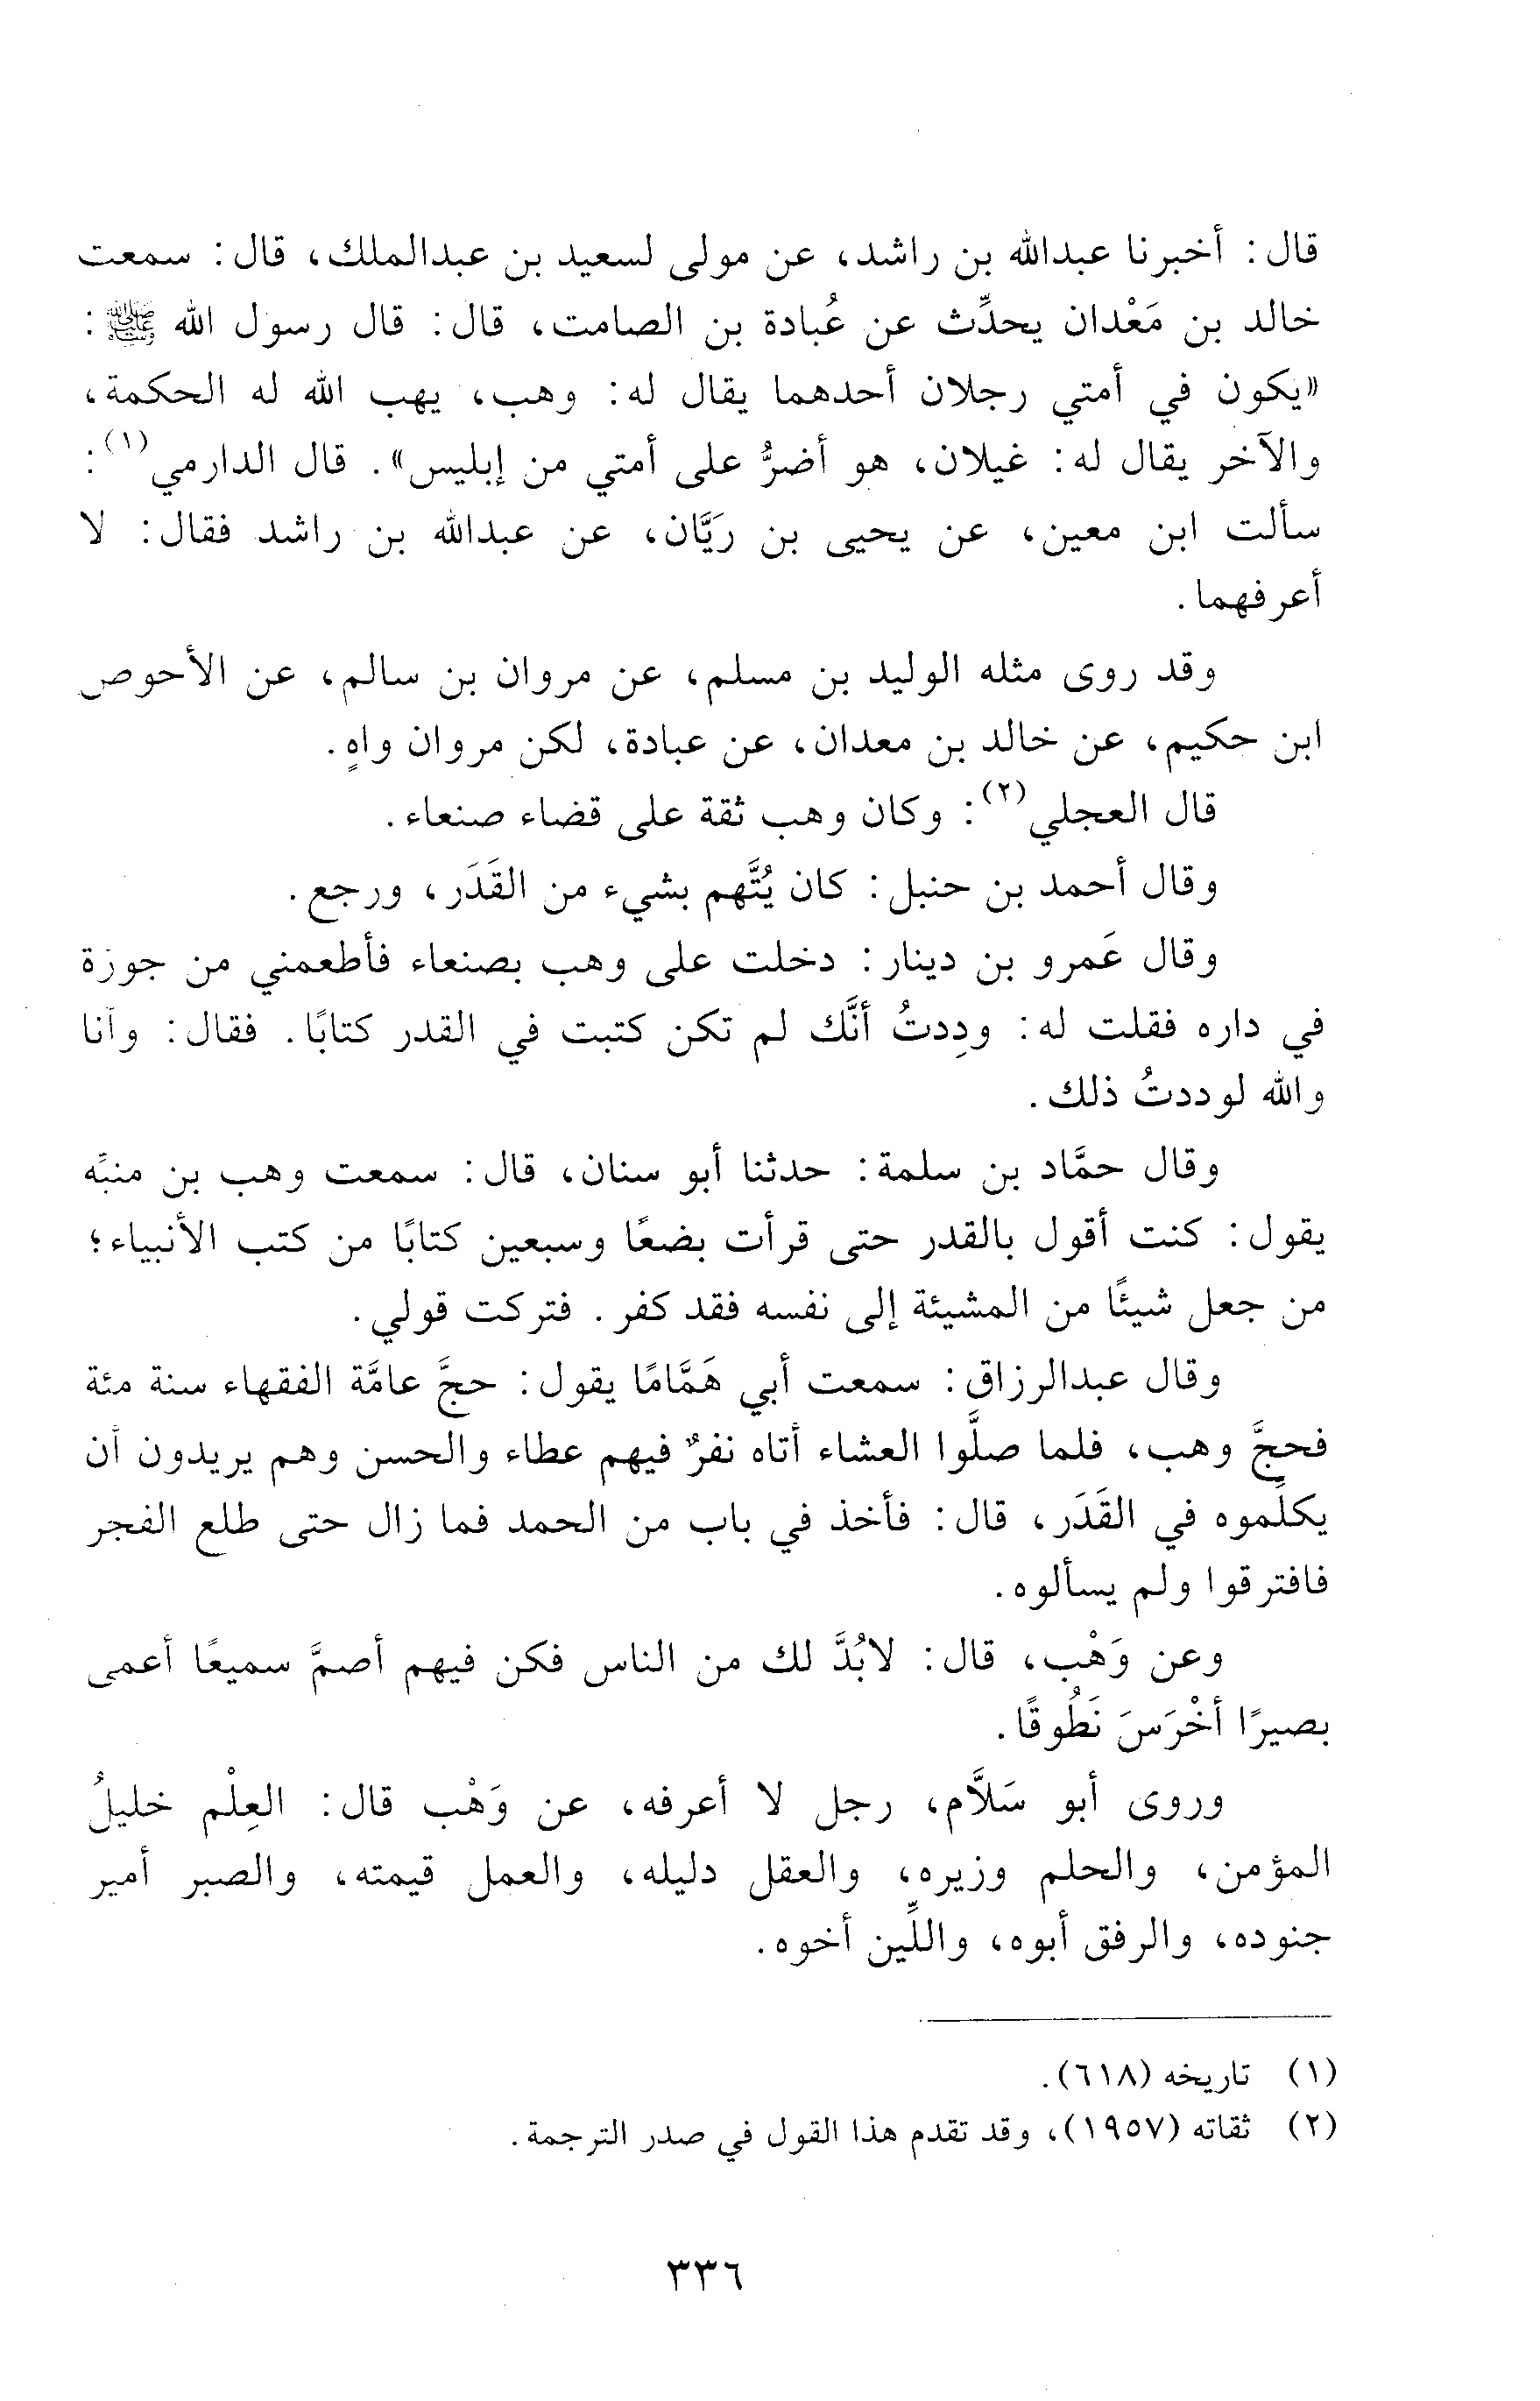 قال: أخبرنا عبدالله بن راشد، عن مولى لسعيد بن عبدالملك، قال: سمعت
خالد بن مَعْدان يحدِّث عن عُبادة بن الصامت، قال: قال رسول الله ﷺ:
«يكون في أمتي رجلان أحدهما يقال له: وهب، يهب الله له الحكمة،
والآخر يقال له: غيلان، هو أضرُّ على أمتي من إبليس». قال الدارمي(١):
سألت ابن معين، عن يحيى بن ريَّان، عن عبدالله بن راشد فقال: لا
أعرفهما.
وقد روى مثله الوليد بن مسلم، عن مروان بن سالم، عن الأحوص
ابن حكيم، عن خالد بن معدان، عن عبادة، لكن مروان واهٍ.
قال العجلي(٢): وكان وهب ثقة على قضاء صنعاء.
وقال أحمد بن حنبل: كان يُتَّهم بشيء من القَدَر، ورجع.
وقال عَمرو بن دينار: دخلت على وهب بصنعاء فأطعمني من جوزة
في داره فقلت له: ودِدتُ أنَّك لم تكن كتبت في القدر كتابًا. فقال: وأنا
والله لوددتُ ذلك.
وقال حمَّاد بن سلمة: حدثنا أبو سنان، قال: سمعت وهب بن منبِّه
يقول: كنت أقول بالقدر حتى قرأت بضعًا وسبعين كتابًا من كتب الأنبياء؛
من جعل شيئًا من المشيئة إلى نفسه فقد كفر. فتركت قولي.
وقال عبدالرزاق: سمعت أبي هَمَّامًا يقول: حجَّ عامَّة الفقهاء سنة مئة
فحجَّ وهب، فلما صلَّوا العشاء أتاه نفرٌ فيهم عطاء والحسن وهم يريدون أن
يكلِّموه في القَدَر، قال: فأخذ في باب من الحمد فما زال حتى طلع الفجر
فافترقوا ولم يسألوه.
وعن وَهْب، قال: لابُدَّ لك من الناس فكن فيهم أصمَّ سميعًا أعمى
بصيرًا أخْرَسَ نَطُوقًا.
وروى أبو سَلاَّم، رجل لا أعرفه، عن وَهْب قال: العِلْم خليلُ
المؤمن، والحلم وزيره، والعقل دليله، والعمل قيمته، والصبر أمير
جنوده، والرفق أبوه، واللِّين أخوه.
(١) تاريخه (٦١٨).
(٢) ثقاته (١٩٥٧)، وقد تقدم هذا القول في صدر الترجمة.
٣٣٦